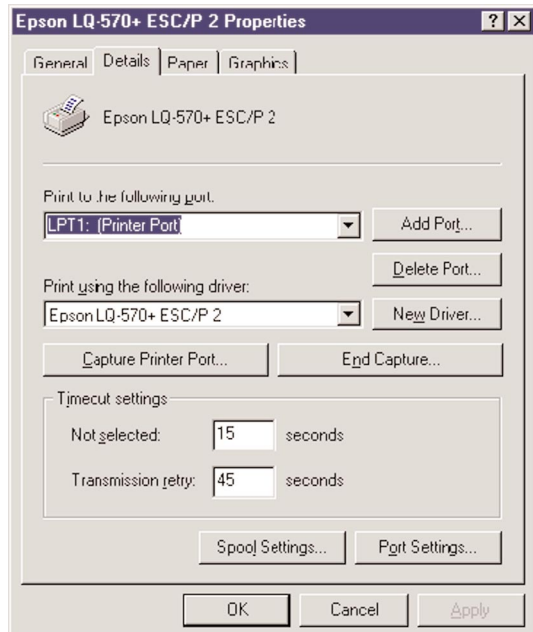 Epson LQ-570+ ESC/P 2 Properties ? ×
General Details Paper Graphics
Epson LQ-570+ ESC/P 2
Print to the following port:
LPT1: (Printer Port) Add Port...
Delete Port...
Print using the following driver:
Epson LQ-570+ ESC/P 2 New Driver...
Capture Printer Port... End Capture...
Timeout settings
Not selected: 15 seconds
Transmission retry: 45 seconds
Spool Settings... Port Settings...
OK Cancel Apply